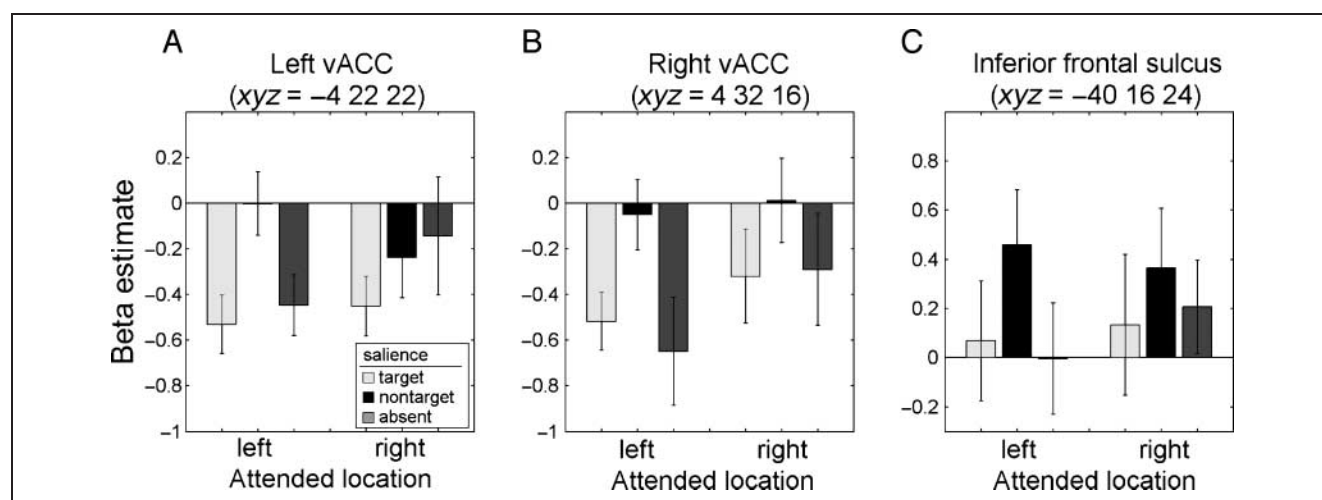 A
Left vACC
(xyz = −4 22 22)
Beta estimate
0.2
0
−0.2
−0.4
−0.6
−0.8
−1
salience
target
nontarget
absent
left right
Attended location
B
Right vACC
(xyz = 4 32 16)
0.2
0
−0.2
−0.4
−0.6
−0.8
−1
left right
Attended location
C
Inferior frontal sulcus
(xyz = −40 16 24)
0.8
0.6
0.4
0.2
0
−0.2
left right
Attended location